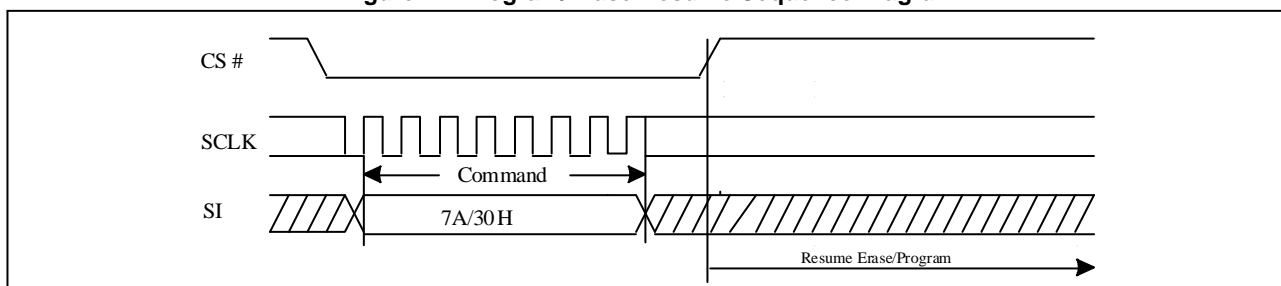 CS #
SCLK
Command
SI
7A/30H
Resume Erase/Program